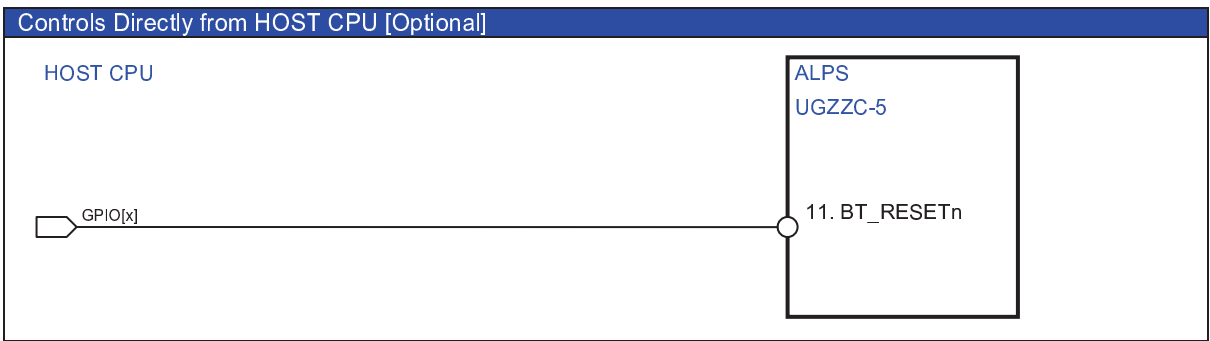 Controls Directly from HOST CPU [Optional]
HOST CPU
ALPS
UGZZC-5
GPIO[x]
11. BT_RESETn